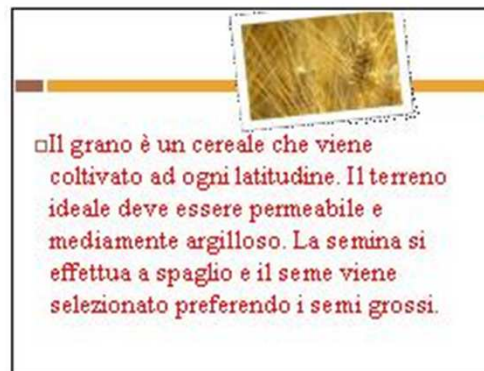 Il grano è un cereale che viene
coltivato ad ogni latitudine. Il terreno
ideale deve essere permeabile e
mediamente argilloso. La semina si
effettua a spaglio e il seme viene
selezionato preferendo i semi grossi.